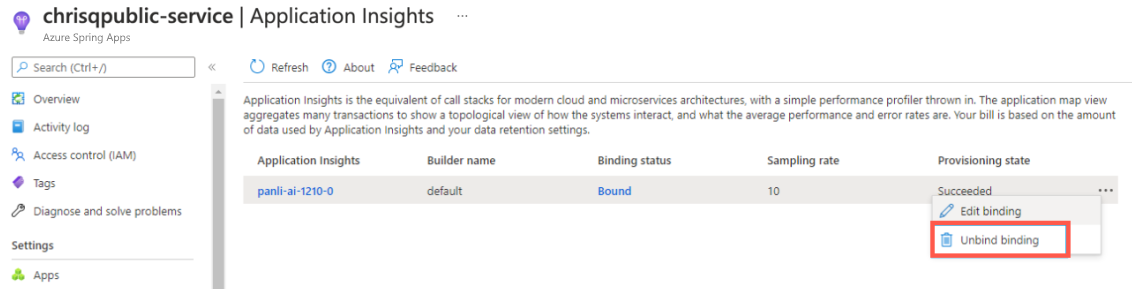 chrisqpublic-service | Application Insights ...
Azure Spring Apps
Search (Ctrl+/)
«
Refresh
About
Feedback
Overview
Activity log
Access control (IAM)
Tags
Diagnose and solve problems
Settings
Apps
Application Insights is the equivalent of call stacks for modern cloud and microservices architectures, with a simple performance profiler thrown in. The application map view
aggregates many transactions to show a topological view of how the systems interact, and what the average performance and error rates are. Your bill is based on the amount
of data used by Application Insights and your data retention settings.
Application Insights Builder name Binding status Sampling rate Provisioning state
panli-ai-1210-0 default Bound 10 Succeeded ...
Edit binding
Unbind binding